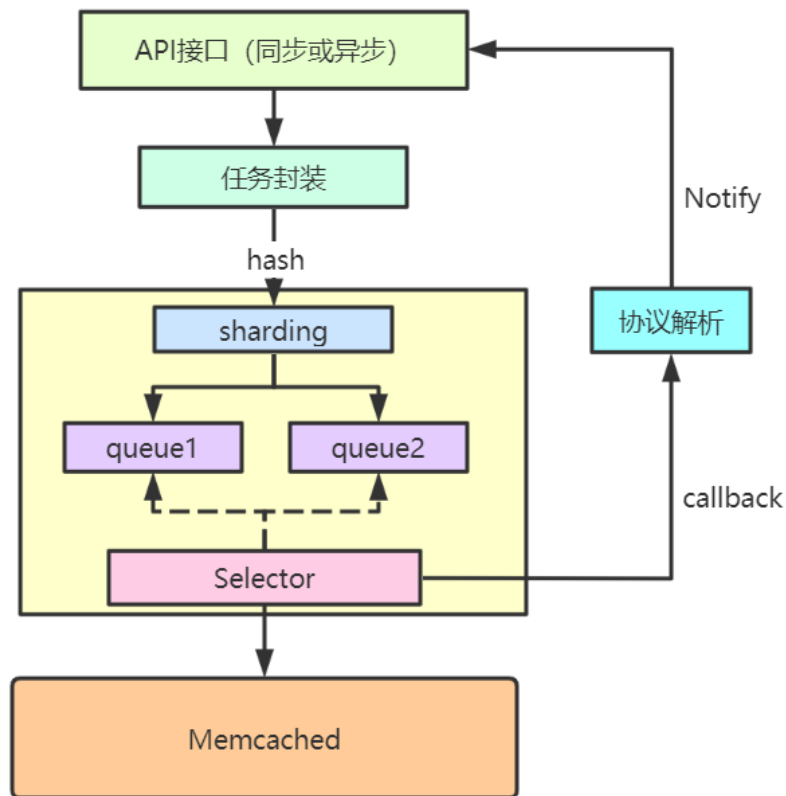 API接口（同步或异步）
任务封装
Notify
hash
协议解析
sharding
queue1
queue2
callback
Selector
Memcached